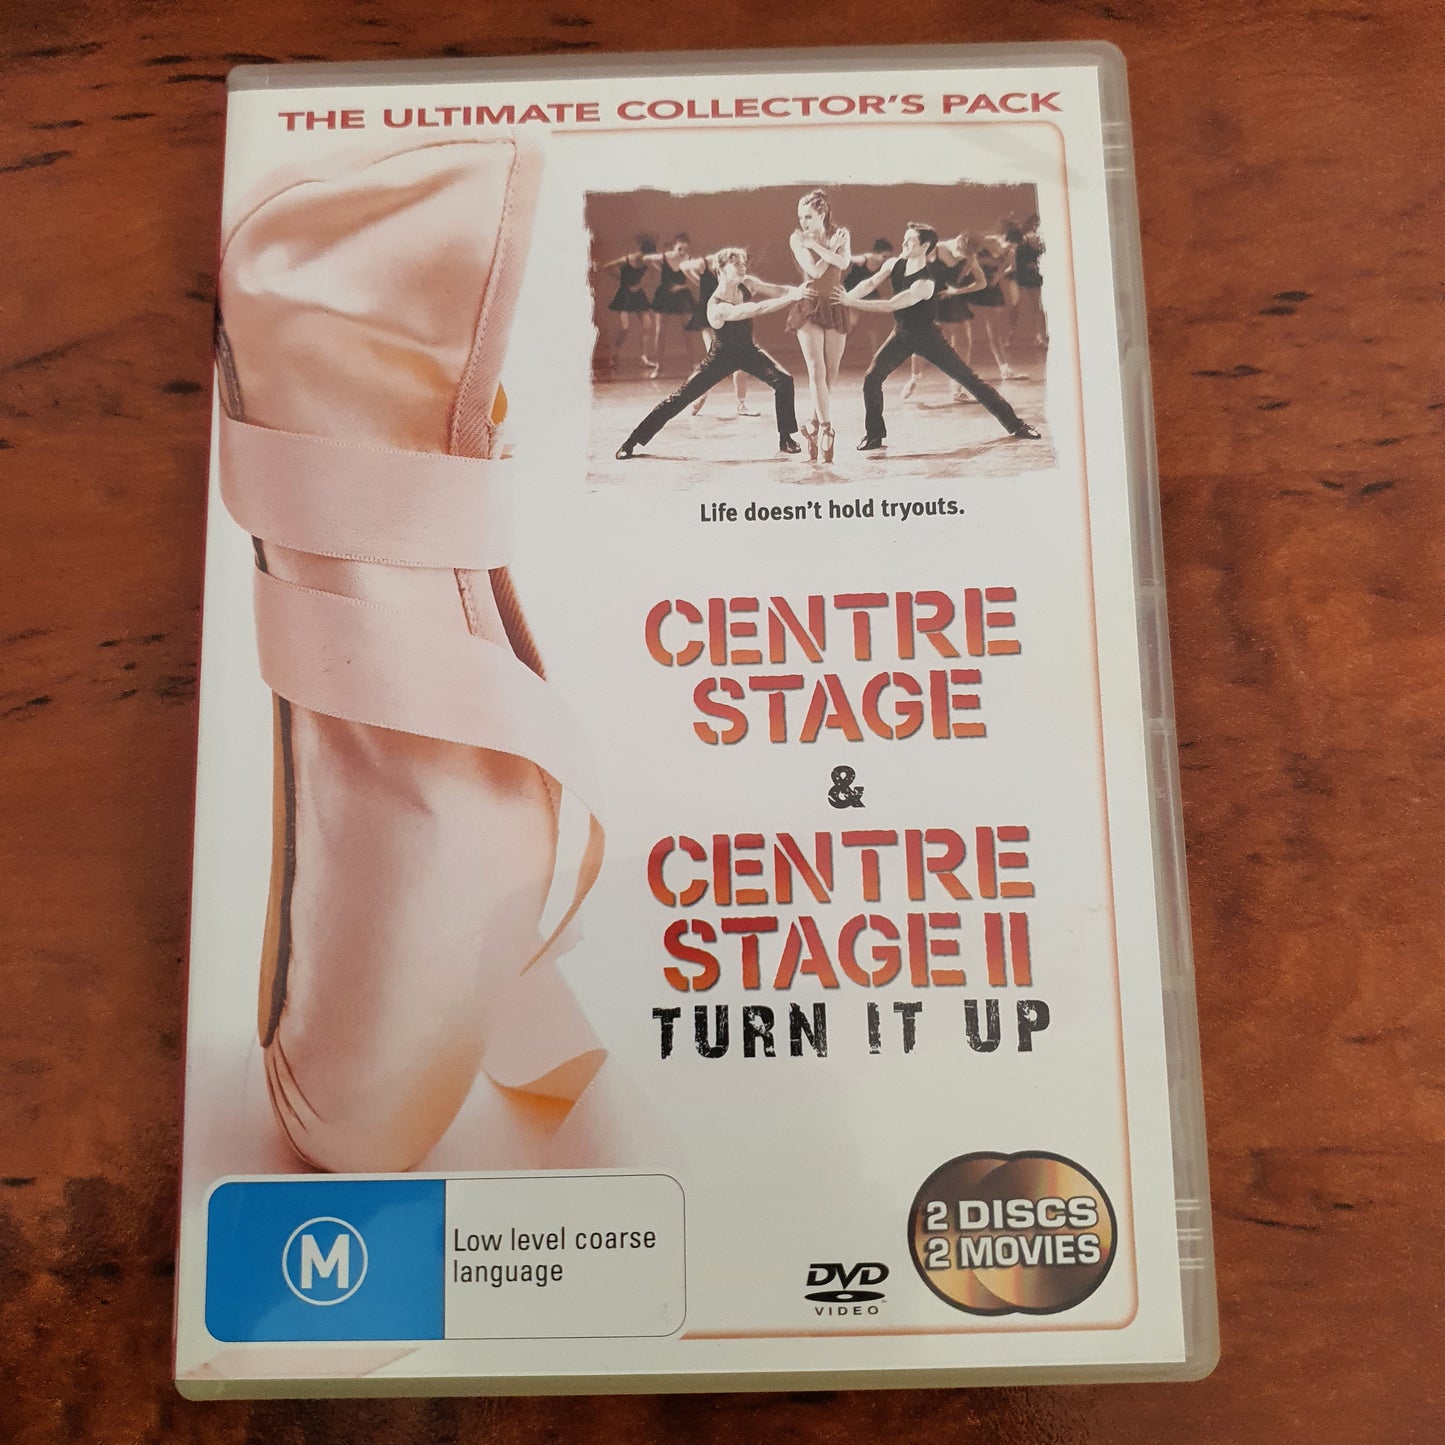 THE ULTIMATE COLLECTOR'S PACK
Life doesn't hold tryouts.
CENTRE
STAGE
&
CENTRE
STAGE II
TURN IT UP
M
Low level coarse
language
DVD
VIDEO
2 DISCS
2 MOVIES